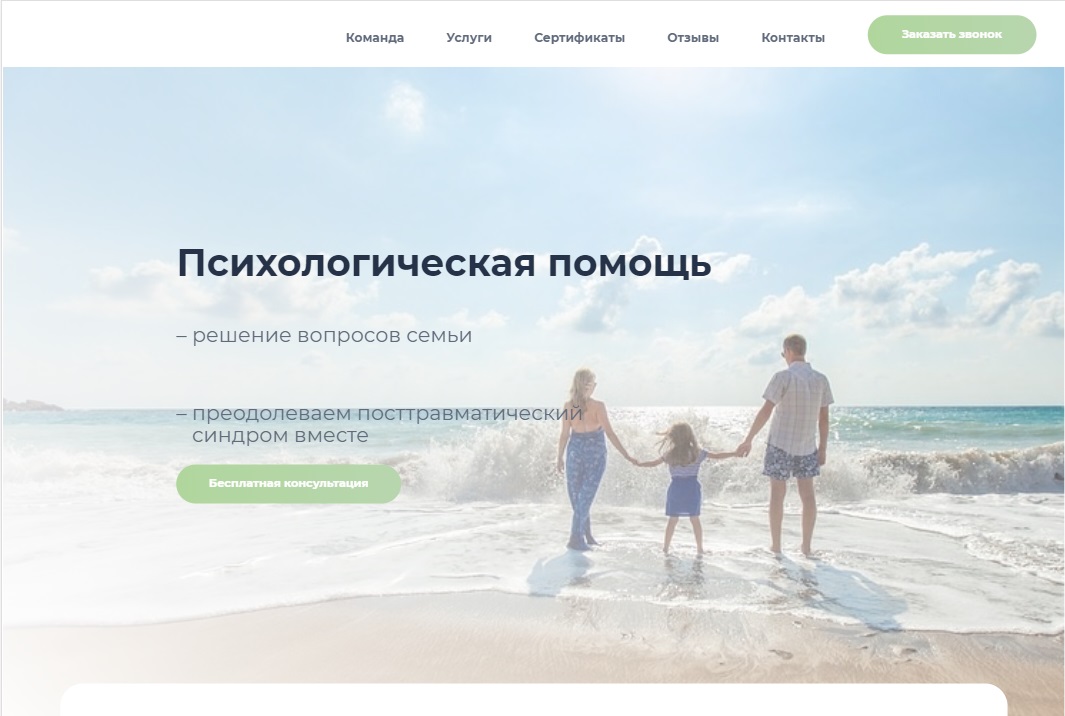 Команда Услуги Сертификаты Отзывы Контакты Заказать звонок
Психологическая помощь
– решение вопросов семьи
– преодолеваем посттравматический
синдром вместе
Бесплатная консультация